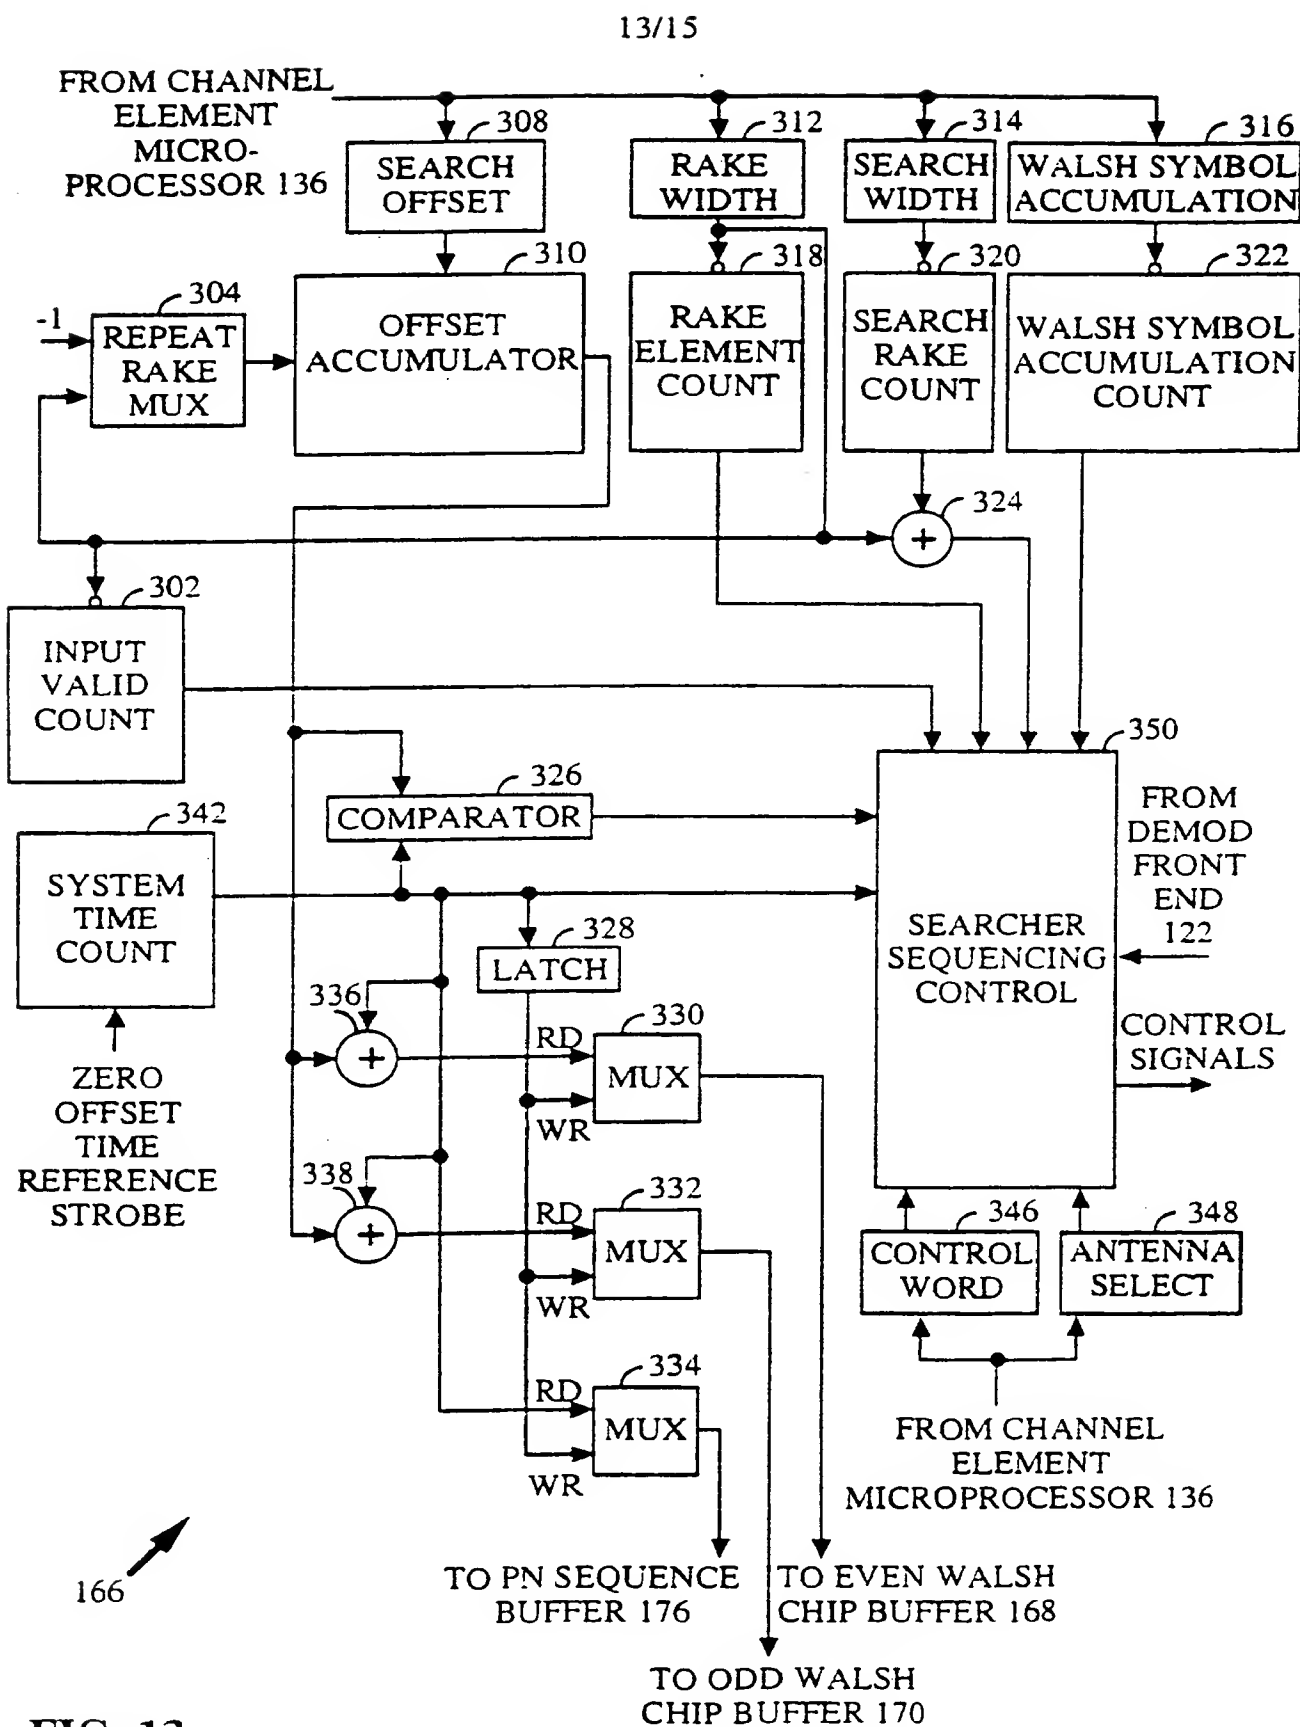 13/15
FROM CHANNEL
ELEMENT
MICRO-
PROCESSOR 136
308
SEARCH
OFFSET
312
RAKE
WIDTH
314
SEARCH
WIDTH
316
WALSH SYMBOL
ACCUMULATION
304
-1
REPEAT
RAKE
MUX
310
OFFSET
ACCUMULATOR
318
RAKE
ELEMENT
COUNT
320
SEARCH
RAKE
COUNT
322
WALSH SYMBOL
ACCUMULATION
COUNT
324
+
302
INPUT
VALID
COUNT
326
COMPARATOR
350
SEARCHER
SEQUENCING
CONTROL
FROM
DEMOD
FRONT
END
122
CONTROL
SIGNALS
342
SYSTEM
TIME
COUNT
ZERO
OFFSET
TIME
REFERENCE
STROBE
328
LATCH
336
+
RD
330
MUX
WR
338
+
RD
332
MUX
WR
RD
334
MUX
WR
346
CONTROL
WORD
348
ANTENNA
SELECT
FROM CHANNEL
ELEMENT
MICROPROCESSOR 136
166
TO PN SEQUENCE
BUFFER 176
TO EVEN WALSH
CHIP BUFFER 168
TO ODD WALSH
CHIP BUFFER 170
FIG. 13